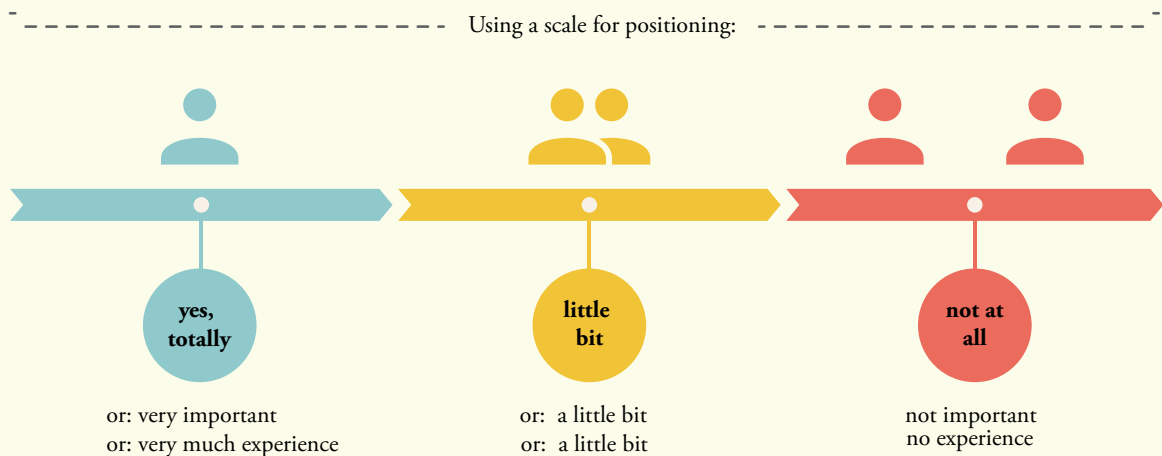 Using a scale for positioning:
yes,
totally
little
bit
not at
all
or: very important
or: very much experience
or: a little bit
or: a little bit
not important
no experience